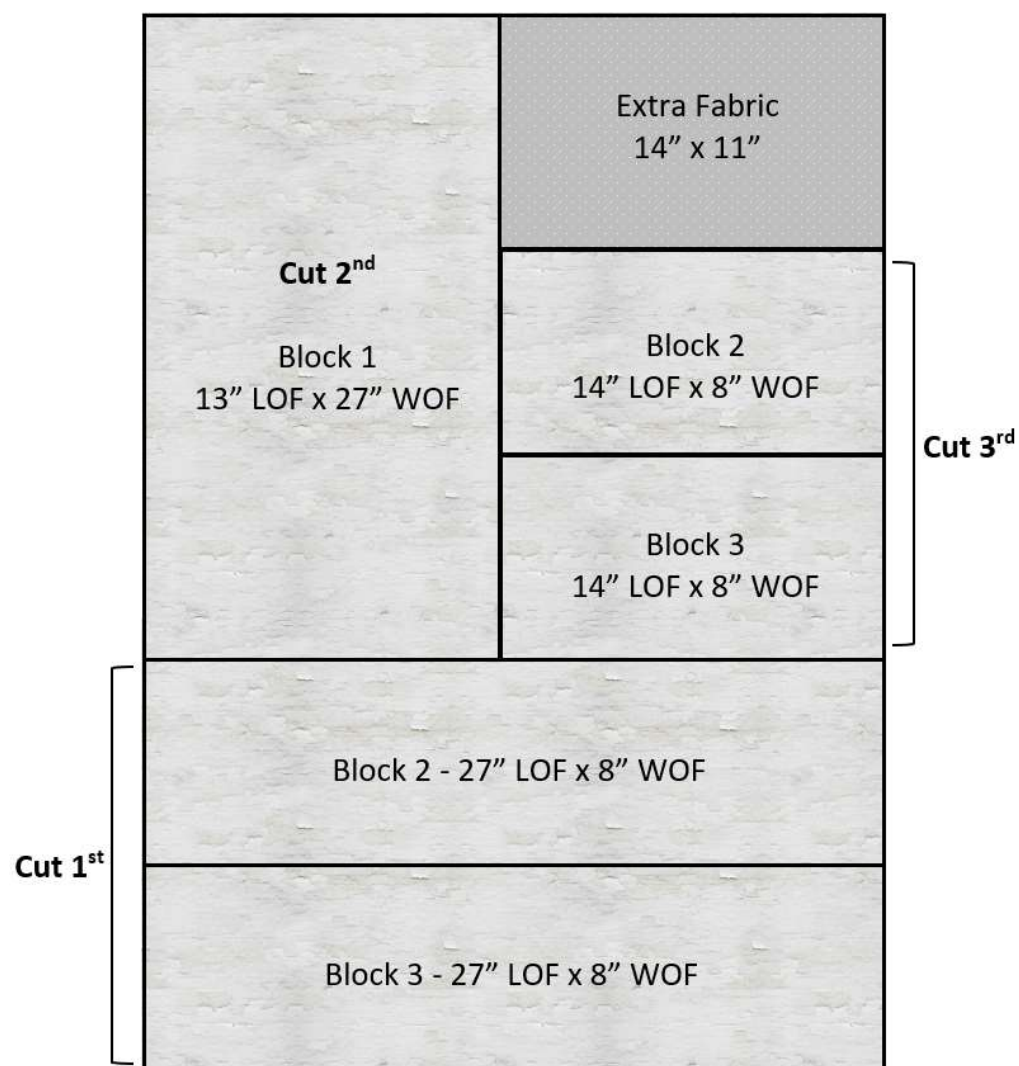 Extra Fabric
14” x 11”
Cut 2nd
Block 1
13” LOF x 27” WOF
Block 2
14” LOF x 8” WOF
Cut 3rd
Block 3
14” LOF x 8” WOF
Block 2 - 27” LOF x 8” WOF
Cut 1st
Block 3 - 27” LOF x 8” WOF